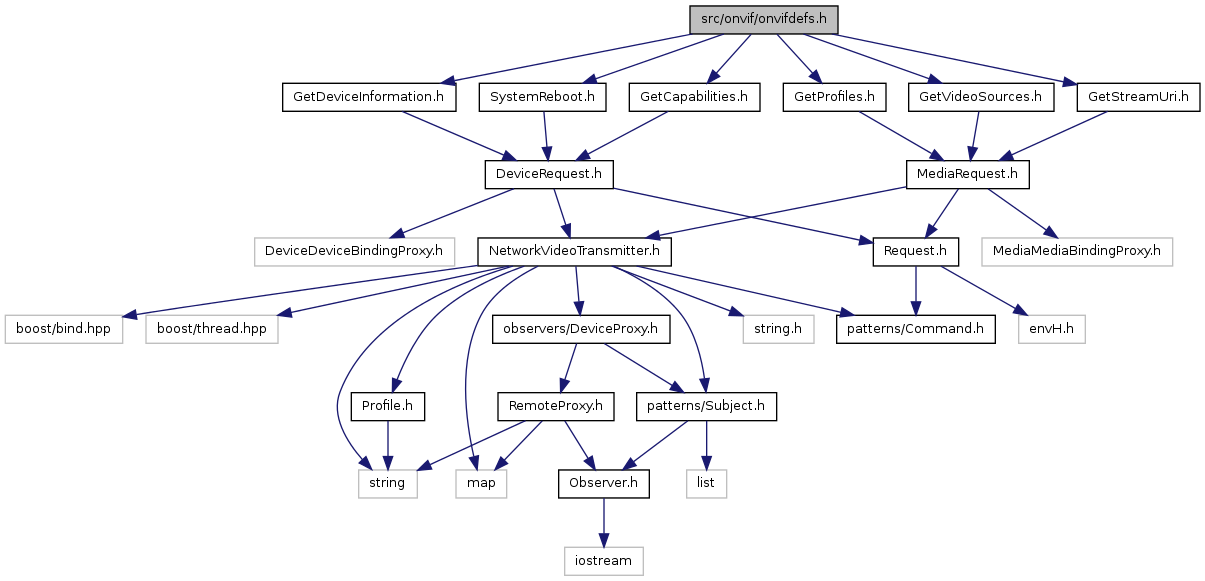 src/onvif/onvifdefs.h
GetDeviceInformation.h
SystemReboot.h
GetCapabilities.h
GetProfiles.h
GetVideoSources.h
GetStreamUri.h
DeviceRequest.h
MediaRequest.h
DeviceDeviceBindingProxy.h
NetworkVideoTransmitter.h
Request.h
MediaMediaBindingProxy.h
boost/bind.hpp
boost/thread.hpp
observers/DeviceProxy.h
string.h
patterns/Command.h
envH.h
Profile.h
RemoteProxy.h
patterns/Subject.h
string
map
Observer.h
list
iostream